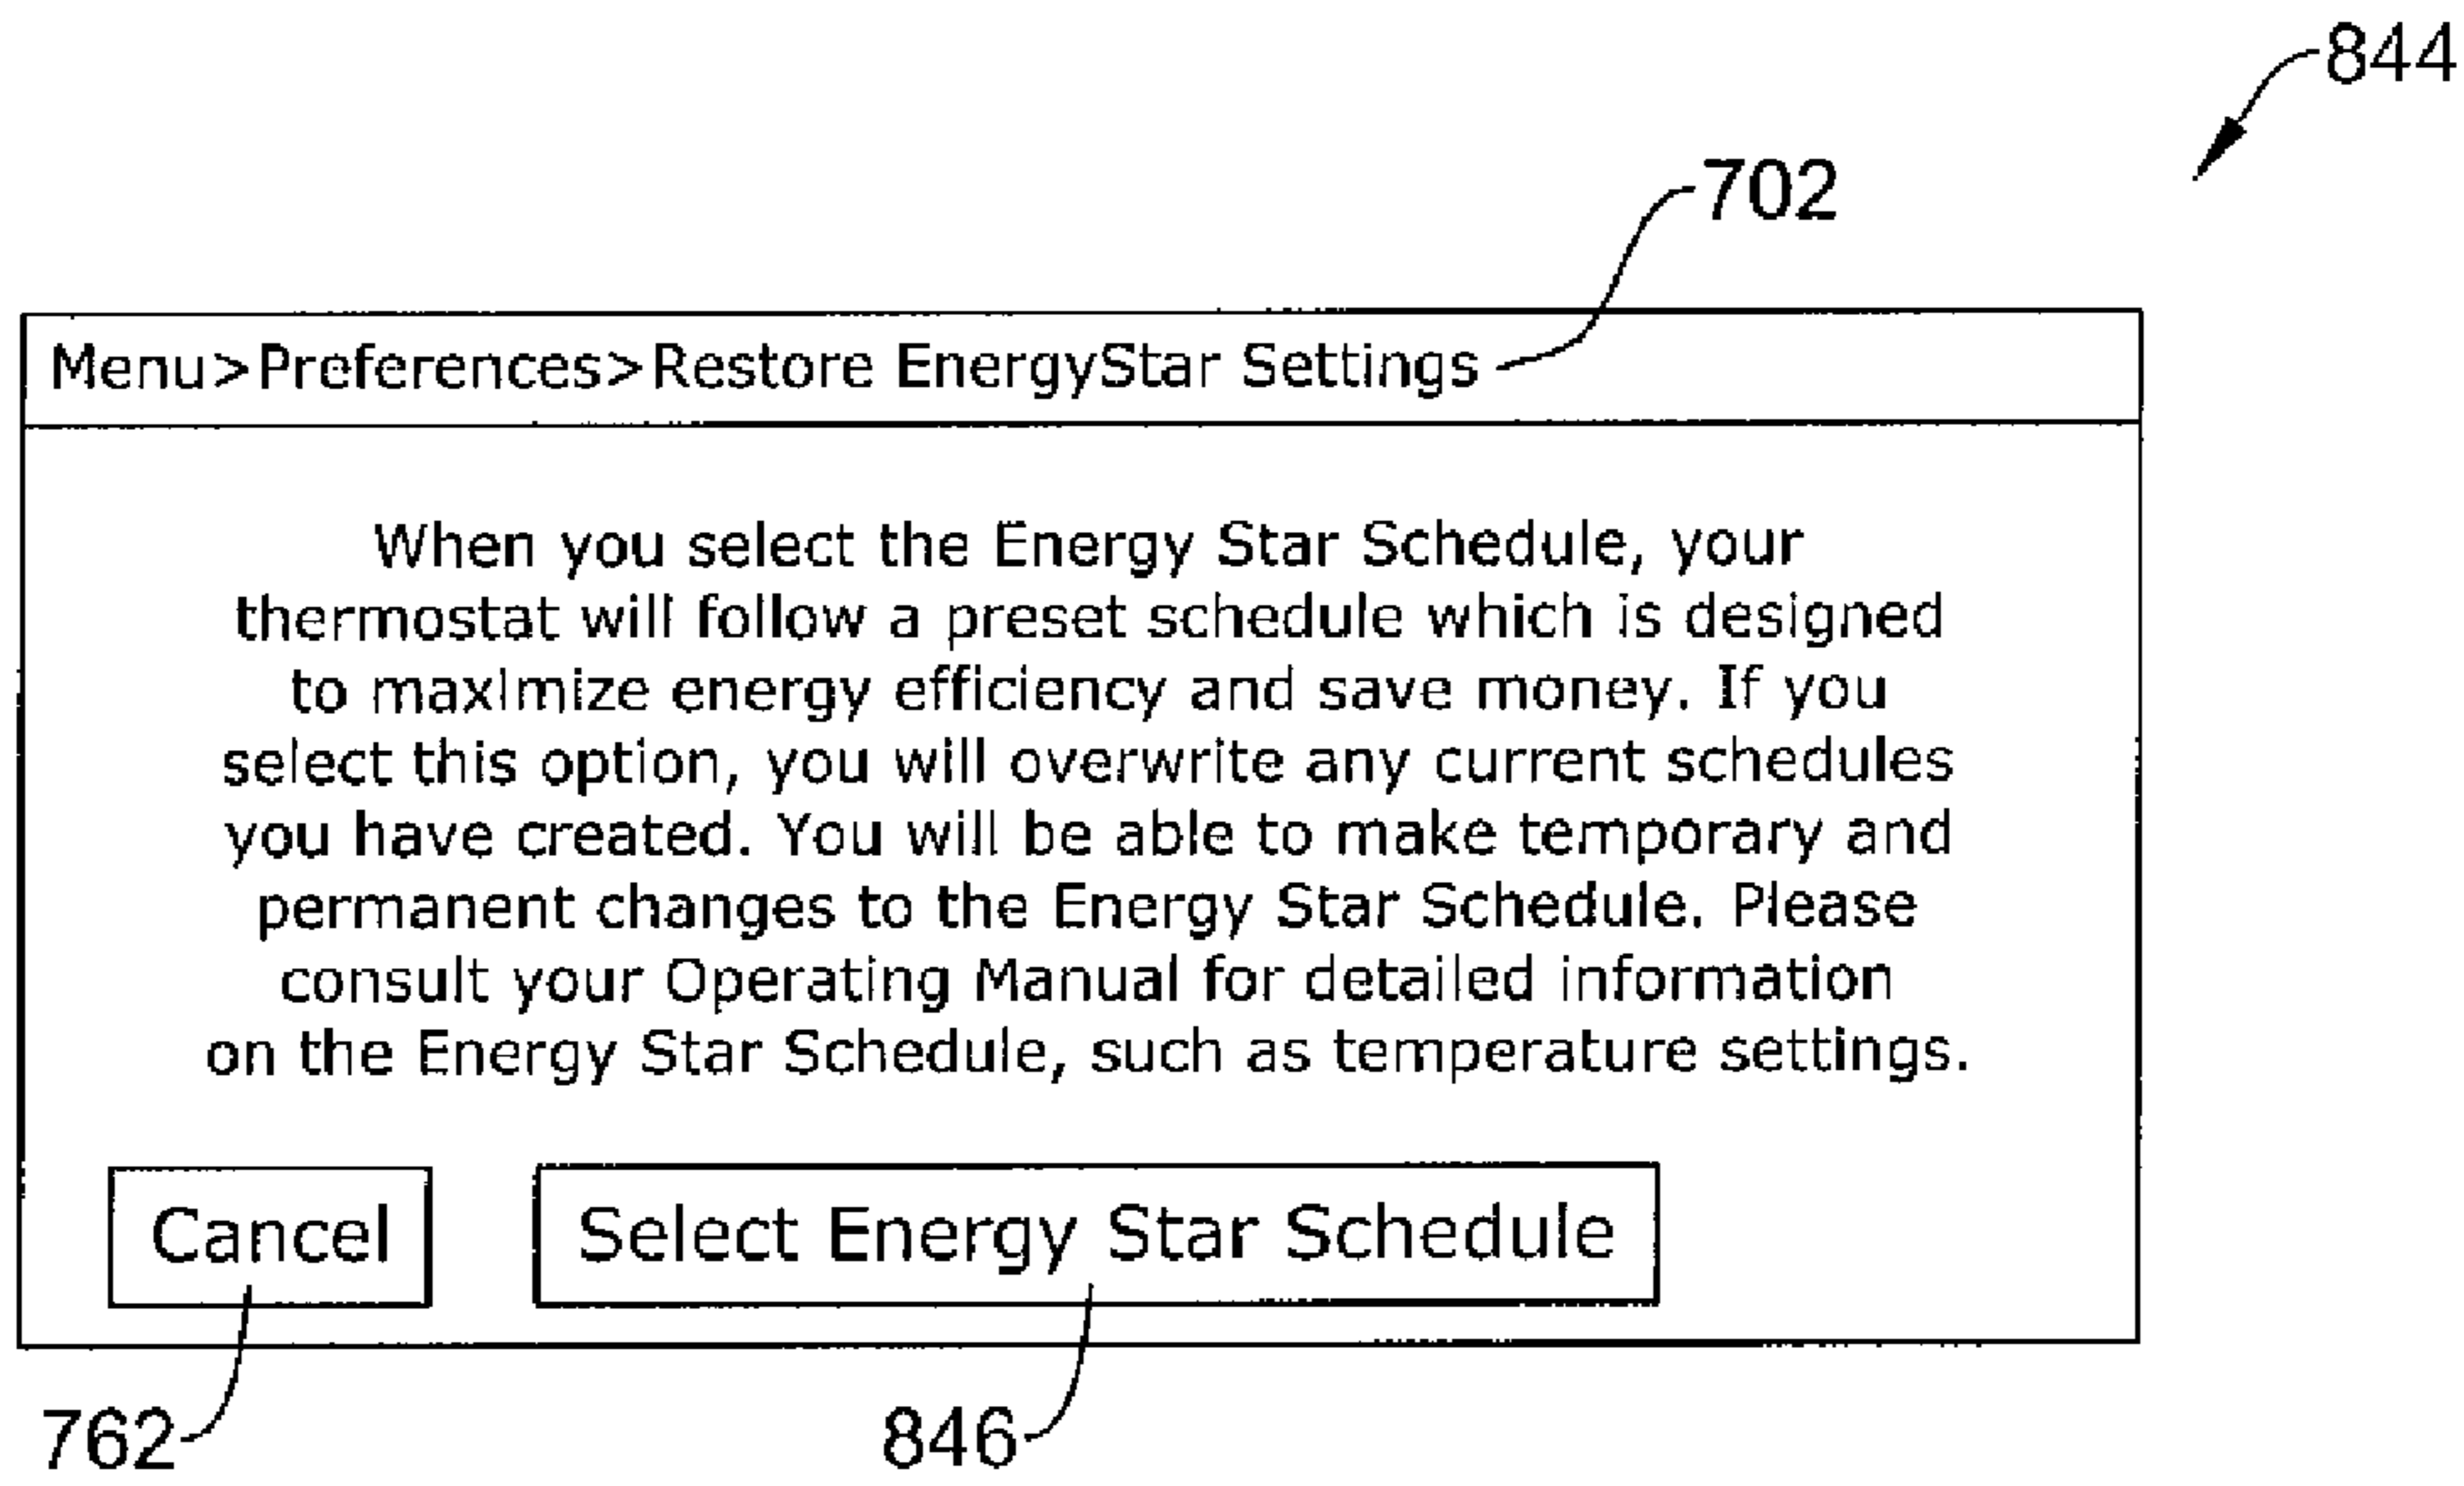 844
702
Menu>Preferences>Restore EnergyStar Settings
When you select the Energy Star Schedule, your
thermostat will follow a preset schedule which is designed
to maximize energy efficiency and save money. If you
select this option, you will overwrite any current schedules
you have created. You will be able to make temporary and
permanent changes to the Energy Star Schedule. Please
consult your Operating Manual for detailed information
on the Energy Star Schedule, such as temperature settings.
Cancel
Select Energy Star Schedule
762
846